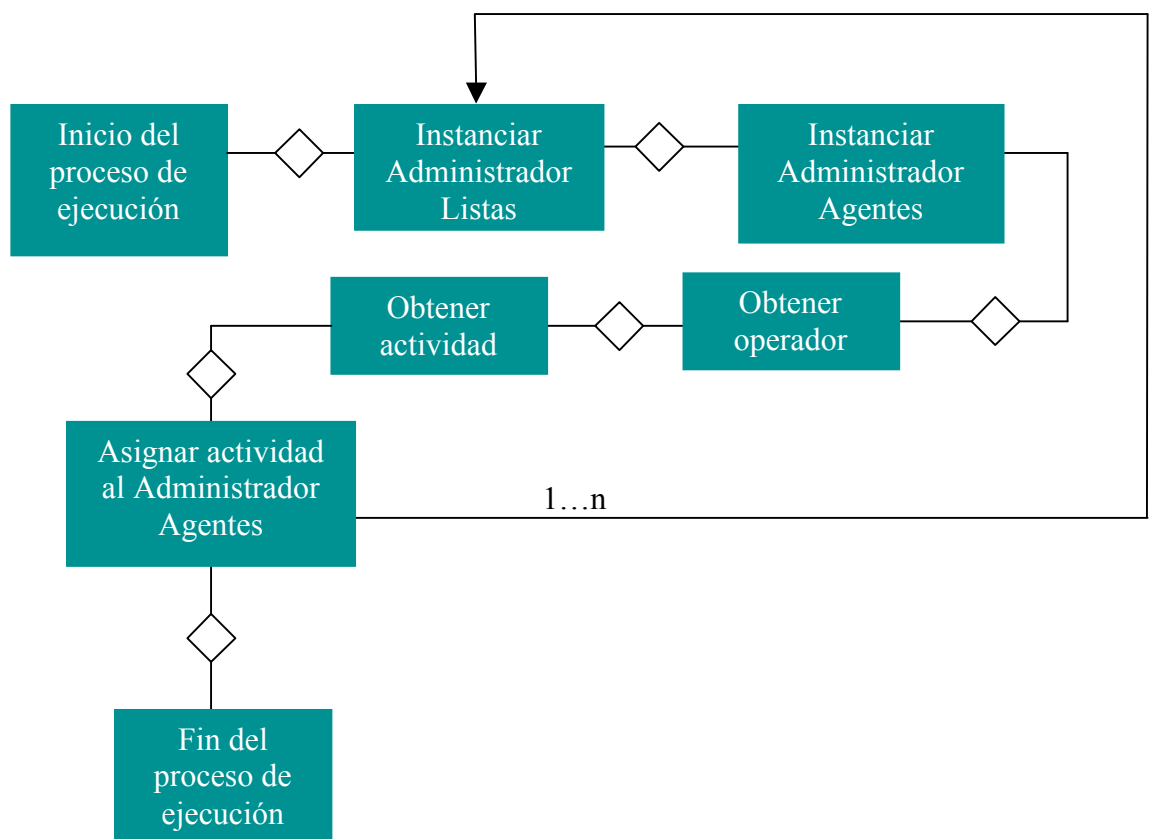 Inicio del
proceso de
ejecución
Instanciar
Administrador
Listas
Instanciar
Administrador
Agentes
Obtener
operador
Obtener
actividad
Asignar actividad
al Administrador
Agentes
1…n
Fin del
proceso de
ejecución